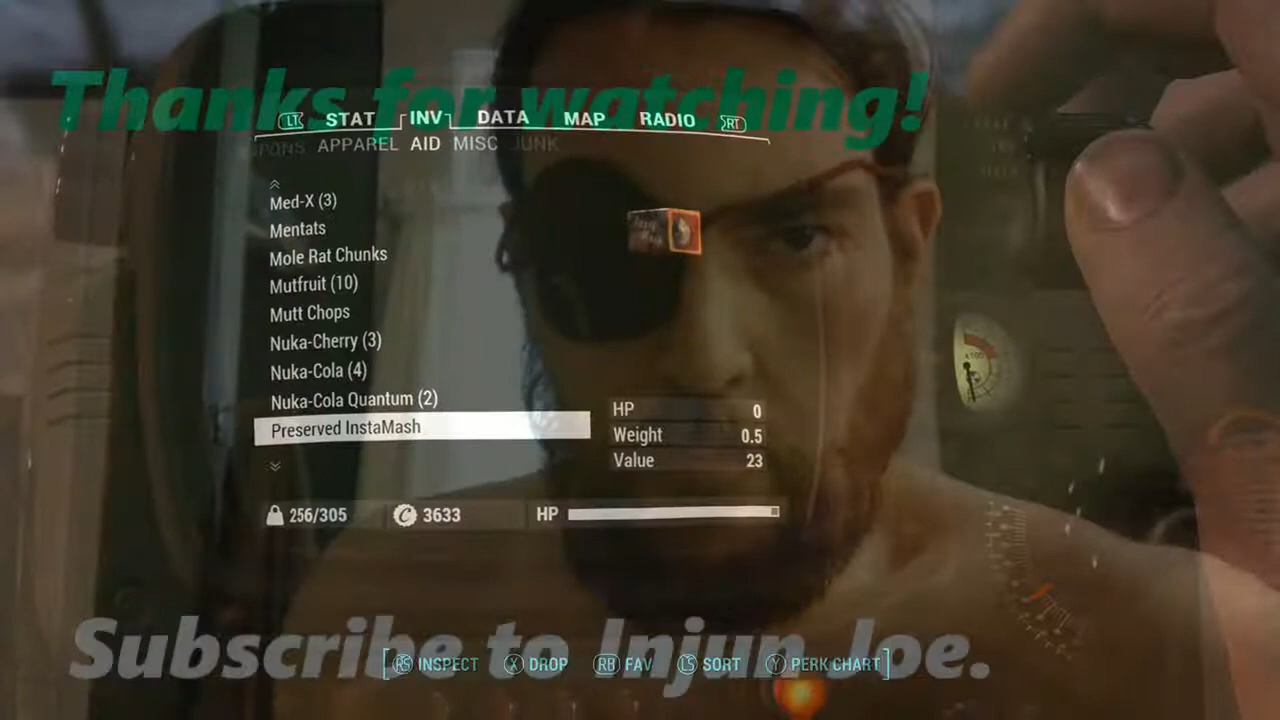 Thanks for watching!
LT STAT INV DATA MAP RADIO RT
APPAREL AID MISC JUNK
Med-X (3)
Mentats
Mole Rat Chunks
Mutfruit (10)
Mutt Chops
Nuka-Cherry (3)
Nuka-Cola (4)
Nuka-Cola Quantum (2)
Preserved InstaMash
HP 0
Weight 0.5
Value 23
256/305 3633 HP
Subscribe to Injun Joe.
RS INSPECT X DROP RB FAV LS SORT Y PERK CHART